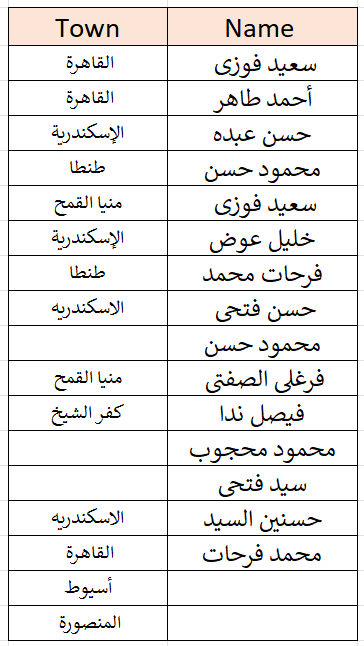 Name Town
سعيد فوزى القاهرة
أحمد طاهر القاهرة
حسن عبده الإسكندرية
محمود حسن طنطا
سعيد فوزى منيا القمح
خليل عوض الإسكندرية
فرحات محمد طنطا
حسن فتحى الاسكندريه
محمود حسن
فرغلى الصفتى منيا القمح
فيصل ندا كفر الشيخ
محمود محجوب
سيد فتحى
حسنين السيد الاسكندريه
محمد فرحات القاهرة
أسيوط
المنصورة